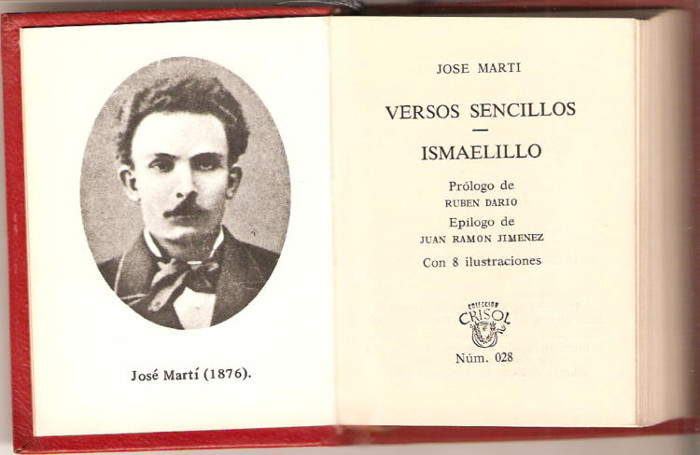 José Martí (1876).
JOSE MARTI
VERSOS SENCILLOS
—
ISMAELILLO
Prólogo de
RUBEN DARIO
Epílogo de
JUAN RAMON JIMENEZ
Con 8 ilustraciones
COLECCION
CRISOL
Núm. 028